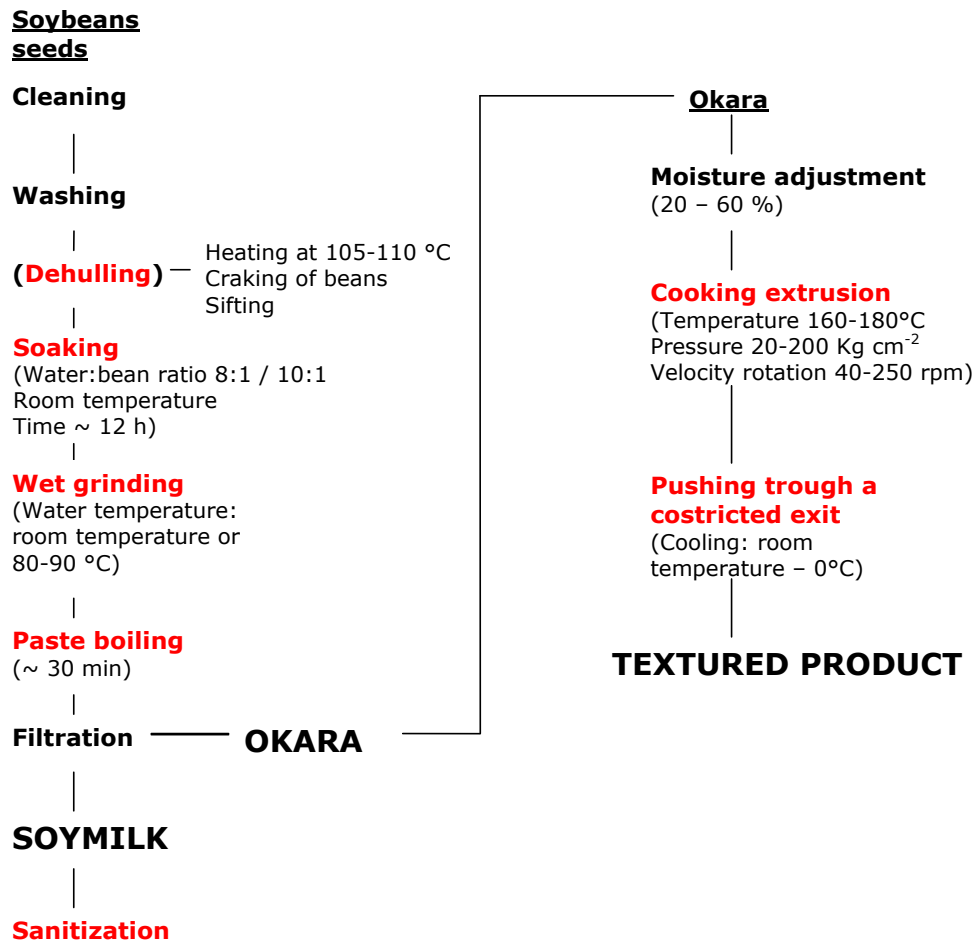 Soybeans
seeds
Cleaning
Washing
(Dehulling)
Heating at 105-110 °C
Craking of beans
Sifting
Soaking
(Water:bean ratio 8:1 / 10:1
Room temperature
Time ~ 12 h)
Wet grinding
(Water temperature:
room temperature or
80-90 °C)
Paste boiling
(~ 30 min)
Filtration
OKARA
SOYMILK
Sanitization
Okara
Moisture adjustment
(20 – 60 %)
Cooking extrusion
(Temperature 160-180°C
Pressure 20-200 Kg cm-2
Velocity rotation 40-250 rpm)
Pushing trough a
costricted exit
(Cooling: room
temperature – 0°C)
TEXTURED PRODUCT